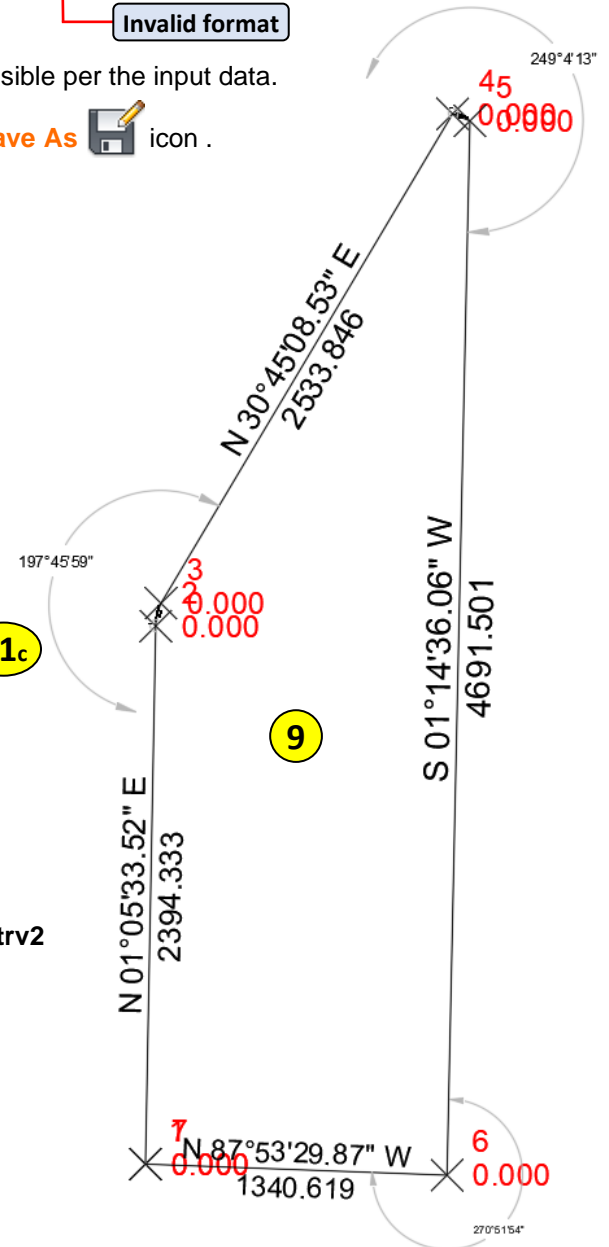 Invalid format
249°4'13"
sible per the input data.
4
5
0.000
0.000
ave As icon .
N 30°45'08.53" E
2533.846
197°45'59"
3
2
0.000
0.000
1c
S 01°14'36.06" W
4691.501
9
N 01°05'33.52" E
2394.333
trv2
1
7
6
N 87°53'29.87" W
0.000
0.000
1340.619
270°51'54"